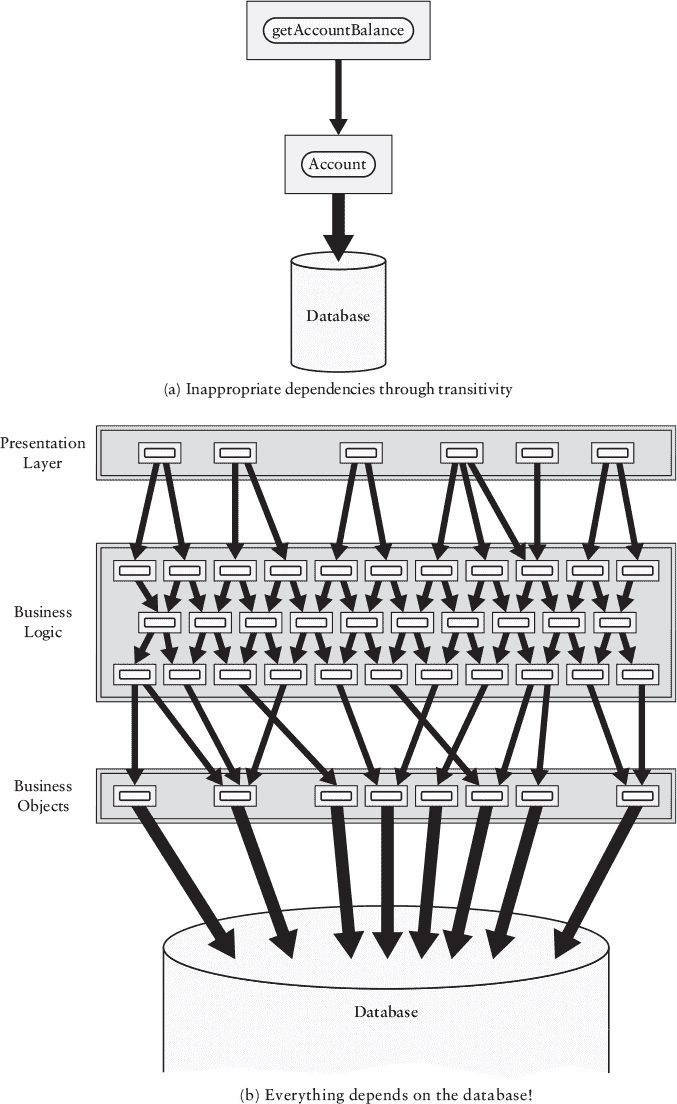 getAccountBalance
Account
Database
(a) Inappropriate dependencies through transitivity
Presentation
Layer
Business
Logic
Business
Objects
Database
(b) Everything depends on the database!